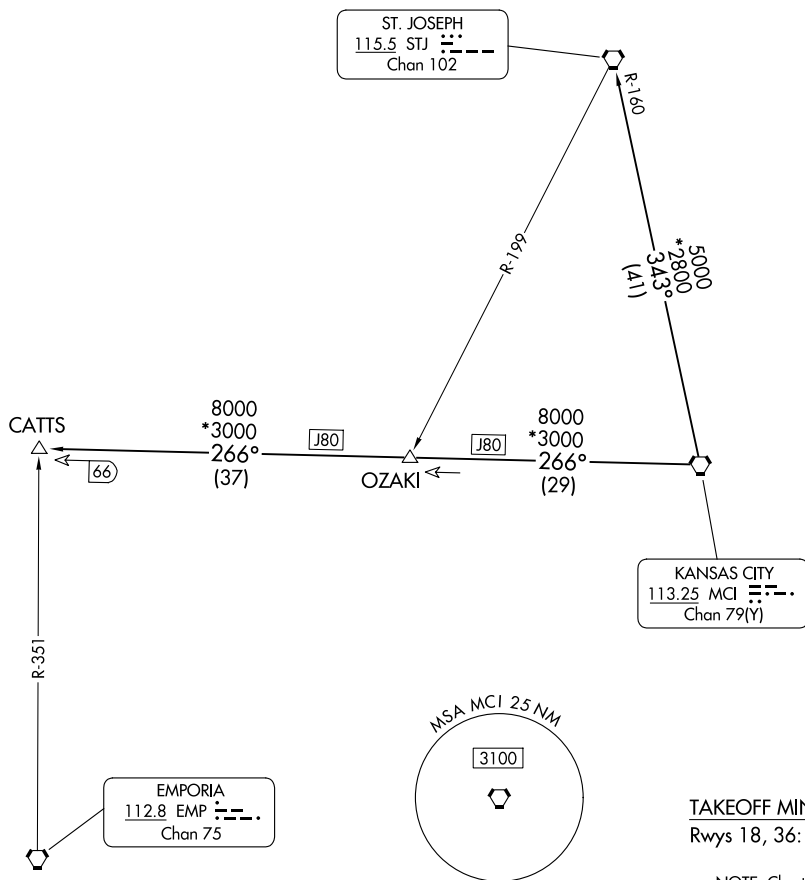 ST. JOSEPH
115.5 STJ
Chan 102
R-160
R-199
5000
*2800
343°
(41)
CATTS
66
8000
*3000
266°
(37)
J80
OZAKI
J80
8000
*3000
266°
(29)
KANSAS CITY
113.25 MCI
Chan 79(Y)
R-351
EMPORIA
112.8 EMP
Chan 75
MSA MCI 25 NM
3100
TAKEOFF MIN
Rwys 18, 36: